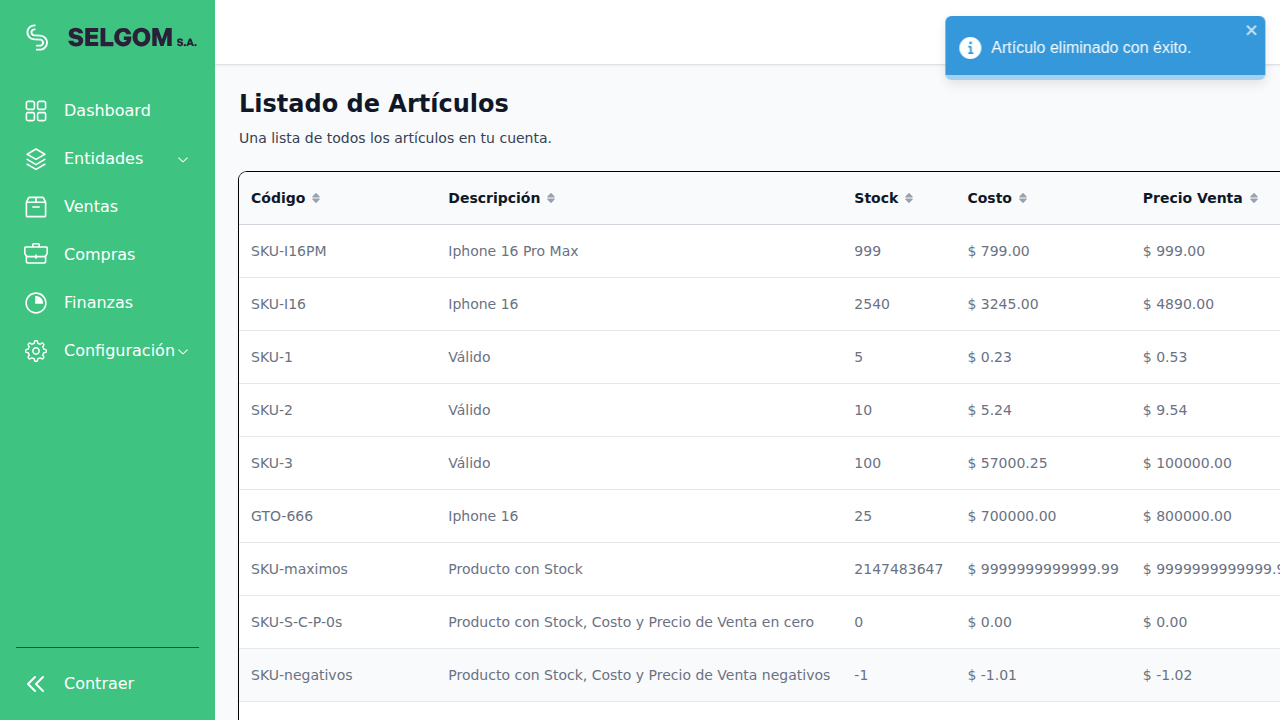 SELGOM S.A.
Artículo eliminado con éxito.
Dashboard
Entidades
Ventas
Compras
Finanzas
Configuración
Contraer
Listado de Artículos
Una lista de todos los artículos en tu cuenta.
Código Descripción Stock Costo Precio Venta
SKU-I16PM Iphone 16 Pro Max 999 $ 799.00 $ 999.00
SKU-I16 Iphone 16 2540 $ 3245.00 $ 4890.00
SKU-1 Válido 5 $ 0.23 $ 0.53
SKU-2 Válido 10 $ 5.24 $ 9.54
SKU-3 Válido 100 $ 57000.25 $ 100000.00
GTO-666 Iphone 16 25 $ 700000.00 $ 800000.00
SKU-maximos Producto con Stock 2147483647 $ 9999999999999.99 $ 9999999999999.9
SKU-S-C-P-0s Producto con Stock, Costo y Precio de Venta en cero 0 $ 0.00 $ 0.00
SKU-negativos Producto con Stock, Costo y Precio de Venta negativos -1 $ -1.01 $ -1.02